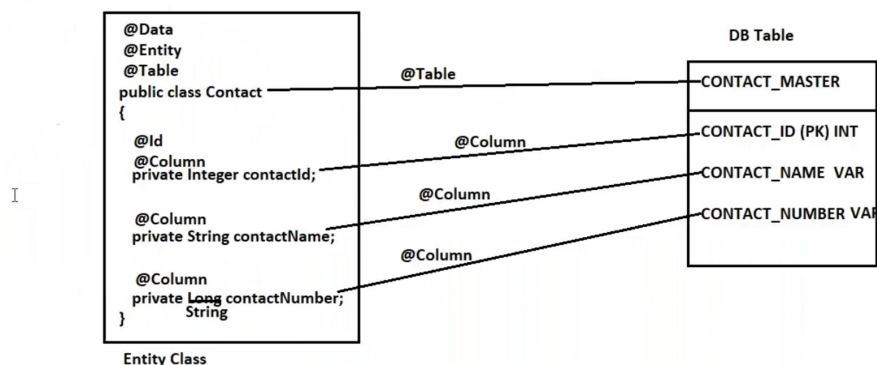 @Data
@Entity
@Table
public class Contact
{
@Id
@Column
private Integer contactId;
@Column
private String contactName;
@Column
private Long contactNumber;
String
}
Entity Class
@Table
@Column
@Column
@Column
DB Table
CONTACT_MASTER
CONTACT_ID (PK) INT
CONTACT_NAME VAR
CONTACT_NUMBER VAR